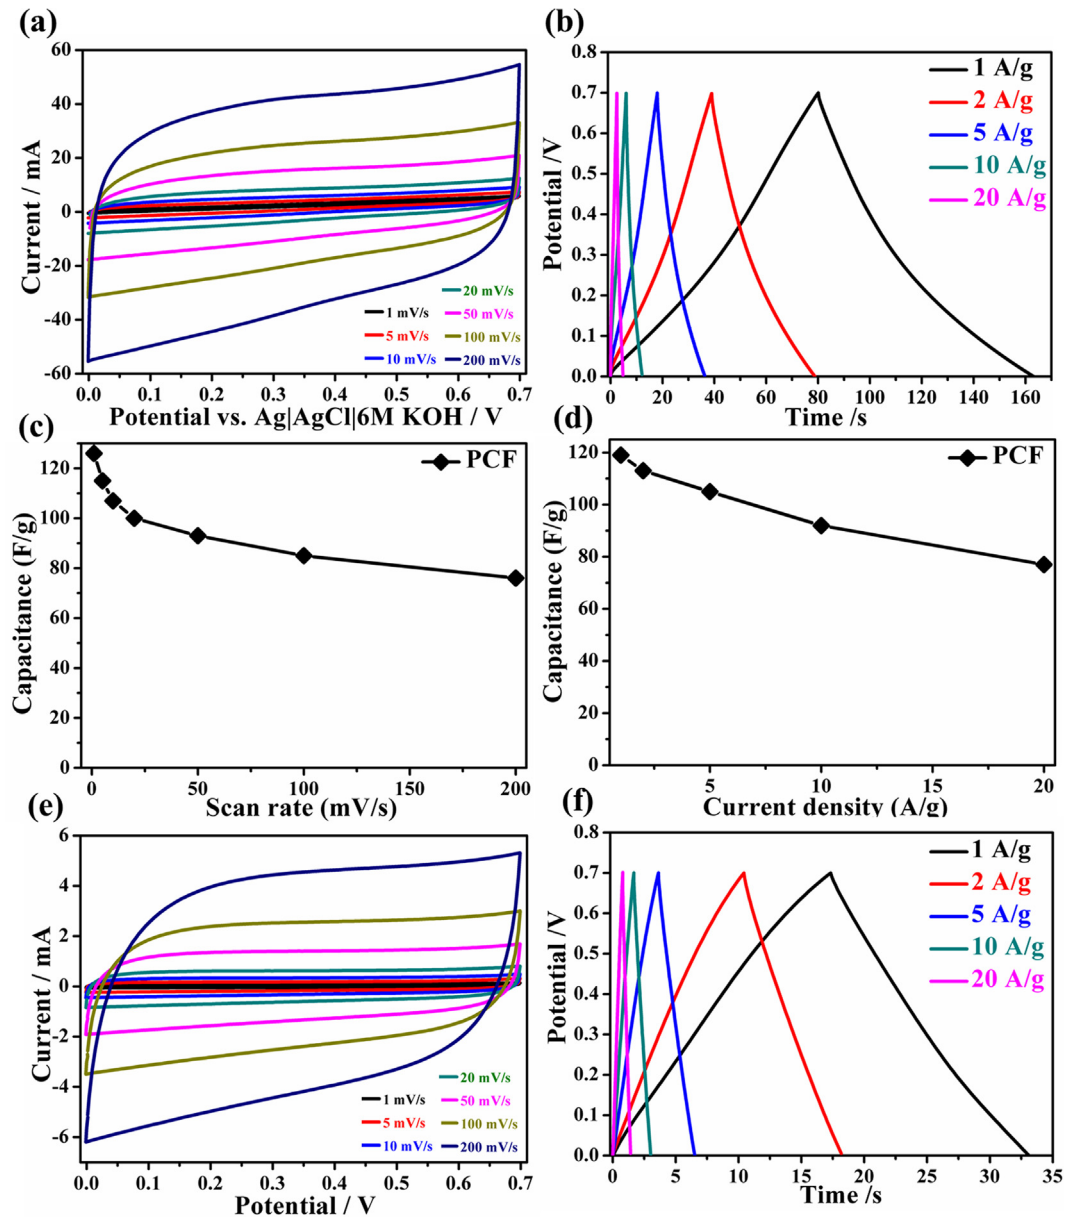 (a)
60
40
20
0
-20
-40
-60
Current / mA
20 mV/s
1 mV/s
50 mV/s
5 mV/s
100 mV/s
10 mV/s
200 mV/s
0.0 0.1 0.2 0.3 0.4 0.5 0.6 0.7
Potential vs. Ag|AgCl|6M KOH / V
(b)
0.8
0.7
0.6
0.5
0.4
0.3
0.2
0.1
0.0
Potential /V
1 A/g
2 A/g
5 A/g
10 A/g
20 A/g
0 20 40 60 80 100 120 140 160
Time /s
(c)
120
100
80
60
40
20
0
Capacitance (F/g)
PCF
0 50 100 150 200
Scan rate (mV/s)
(d)
120
100
80
60
40
20
0
Capacitance (F/g)
PCF
5 10 15 20
Current density (A/g)
(e)
6
4
2
0
-2
-4
-6
Current / mA
20 mV/s
1 mV/s
50 mV/s
5 mV/s
100 mV/s
10 mV/s
200 mV/s
0.0 0.1 0.2 0.3 0.4 0.5 0.6 0.7
Potential / V
(f)
0.8
0.7
0.6
0.5
0.4
0.3
0.2
0.1
0.0
Potential /V
1 A/g
2 A/g
5 A/g
10 A/g
20 A/g
0 5 10 15 20 25 30 35
Time /s